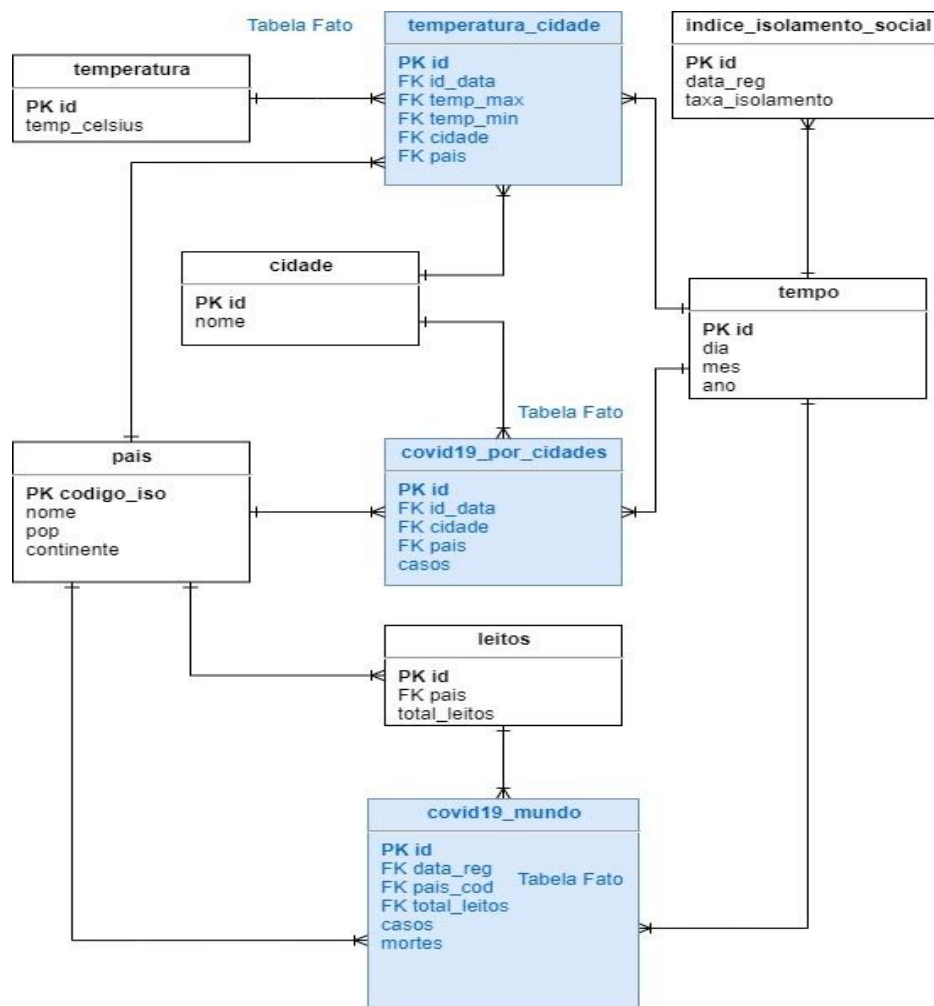 Tabela Fato
temperatura_cidade
PK id
FK id_data
FK temp_max
FK temp_min
FK cidade
FK pais
indice_isolamento_social
PK id
data_reg
taxa_isolamento
temperatura
PK id
temp_celsius
cidade
PK id
nome
tempo
PK id
dia
mes
ano
Tabela Fato
covid19_por_cidades
PK id
FK id_data
FK cidade
FK pais
casos
pais
PK codigo_iso
nome
pop
continente
leitos
PK id
FK pais
total_leitos
covid19_mundo
PK id
FK data_reg
FK pais_cod
FK total_leitos
casos
mortes
Tabela Fato